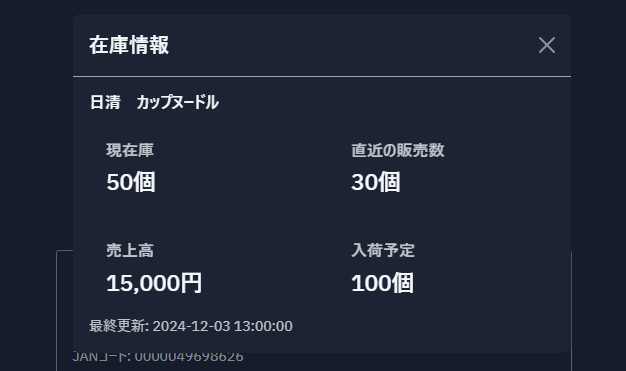 在庫情報
日清　カップヌードル
現在庫
直近の販売数
50個
30個
売上高
入荷予定
15,000円
100個
最終更新: 2024-12-03 13:00:00
JANコード: 0000049698626